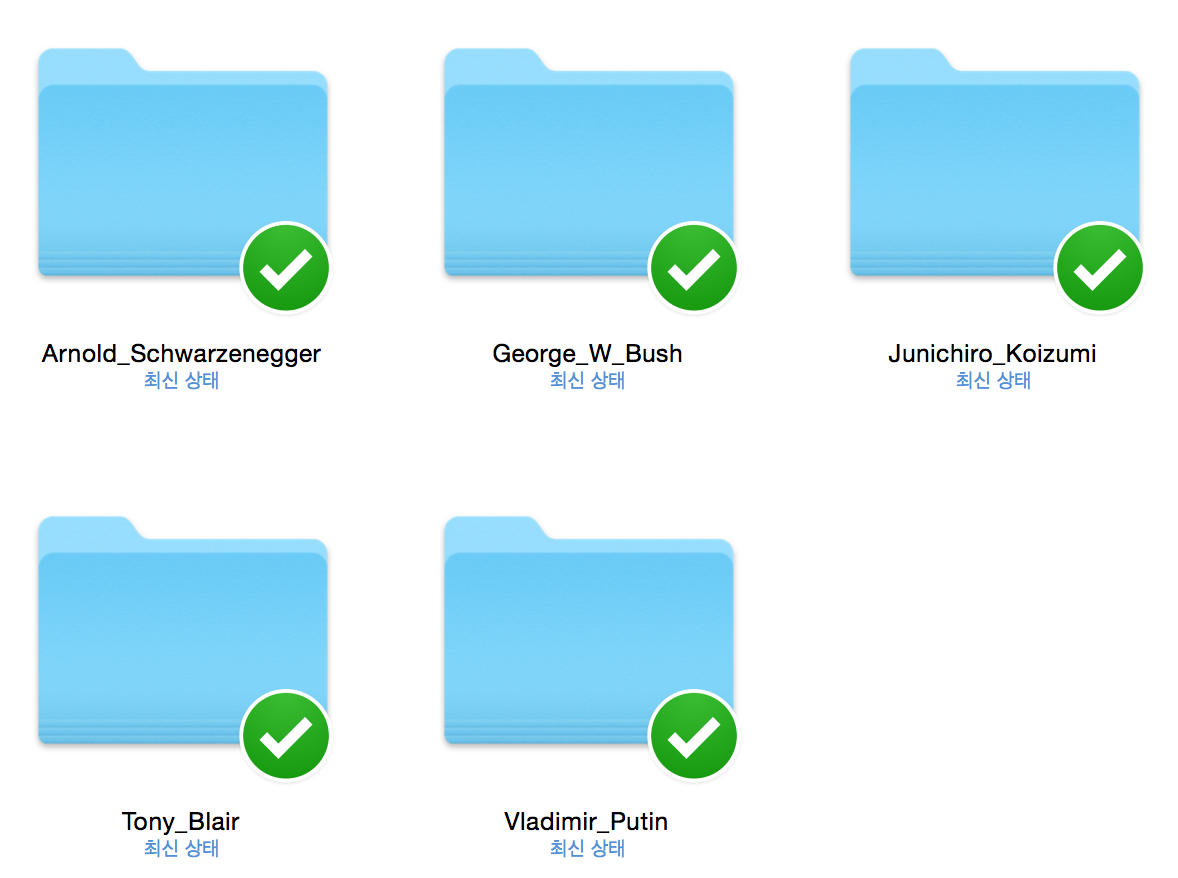 Arnold_Schwarzenegger
최신 상태
George_W_Bush
최신 상태
Junichiro_Koizumi
최신 상태
Tony_Blair
최신 상태
Vladimir_Putin
최신 상태